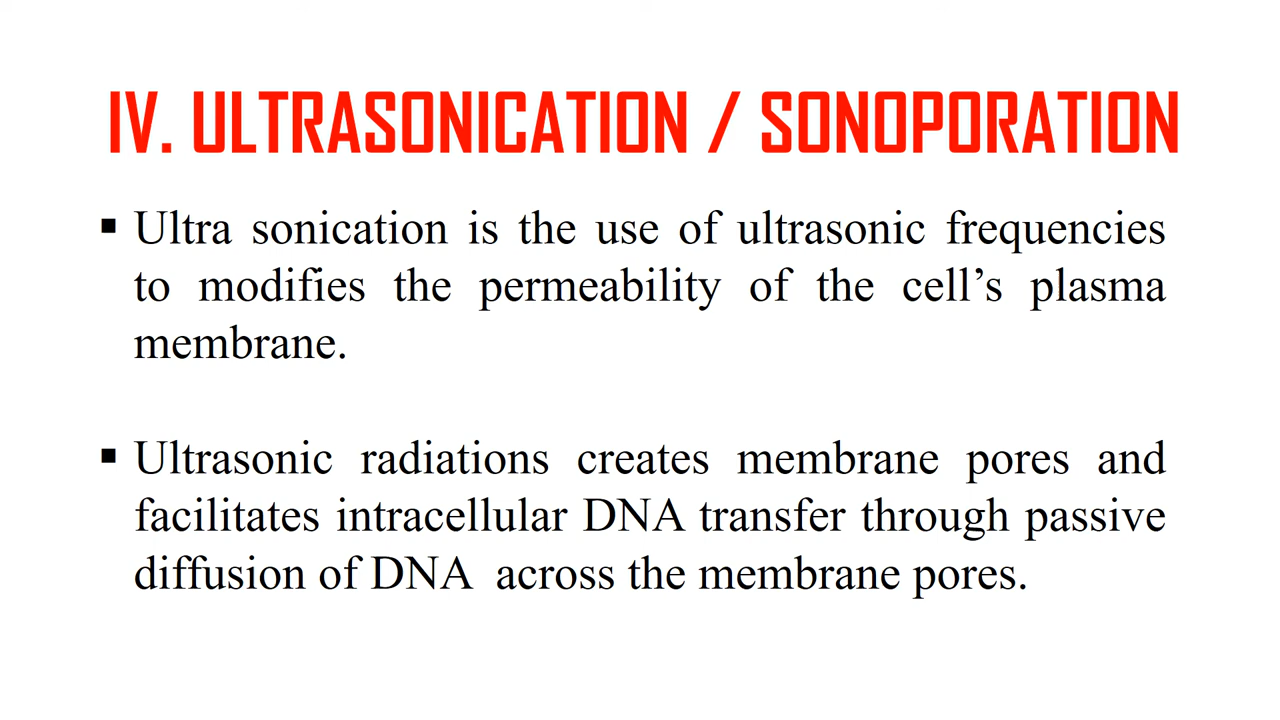 IV. ULTRASONICATION / SONOPORATION
▪ Ultra sonication is the use of ultrasonic frequencies
to modifies the permeability of the cell’s plasma
membrane.
▪ Ultrasonic radiations creates membrane pores and
facilitates intracellular DNA transfer through passive
diffusion of DNA  across the membrane pores.